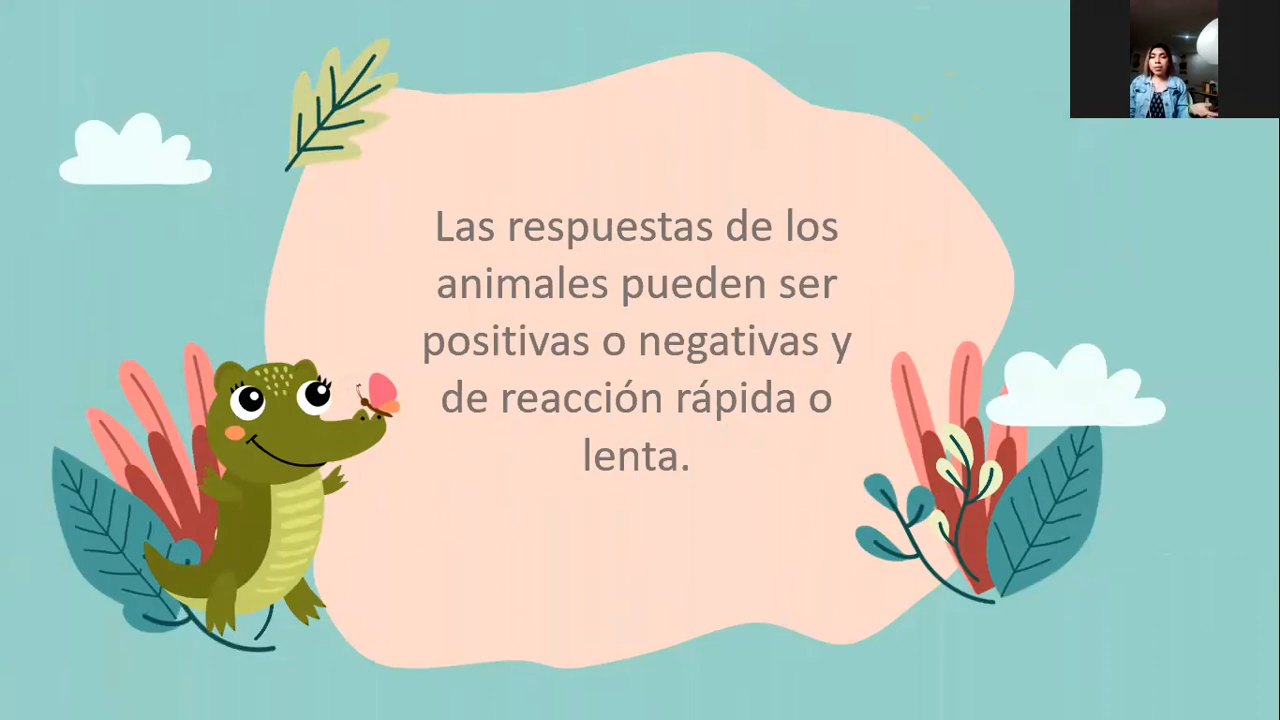 Las respuestas de los
animales pueden ser
positivas o negativas y
de reacción rápida o
lenta.